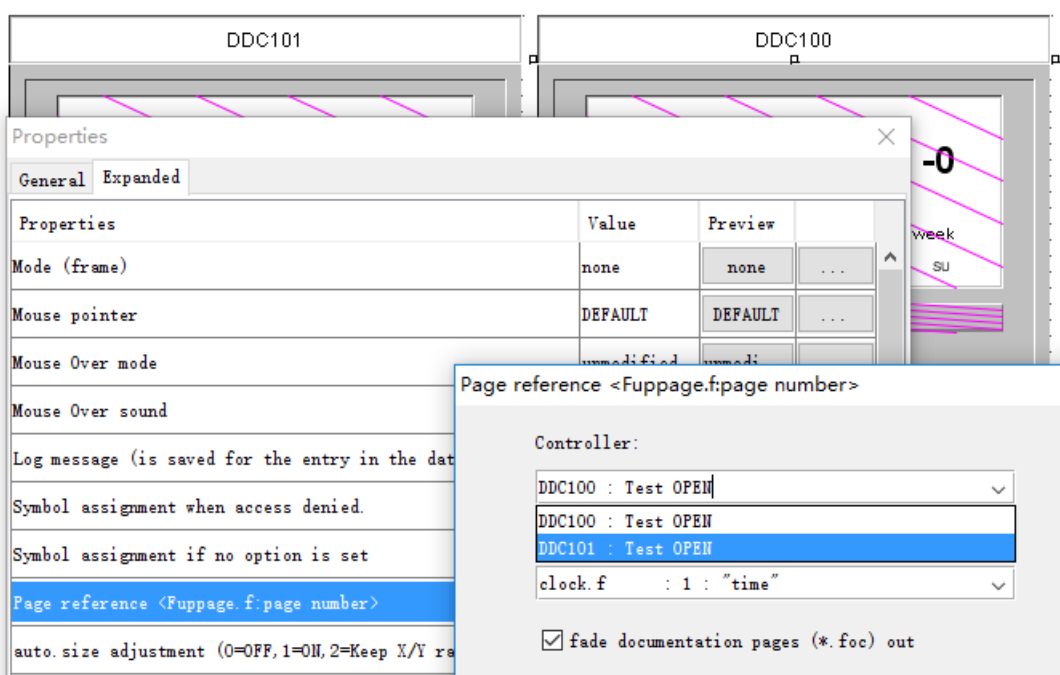 DDC101 DDC100
Properties
General Expanded
-0
Properties Value Preview
week
Mode (frame) none none ...
su
Mouse pointer DEFAULT DEFAULT ...
Mouse Over mode unmodified unmodi...
Page reference <Fuppage.f:page number>
Mouse Over sound
Controller:
Log message (is saved for the entry in the dat
DDC100 : Test OPEN
Symbol assignment when access denied.
DDC100 : Test OPEN
DDC101 : Test OPEN
Symbol assignment if no option is set
clock.f : 1 : "time"
Page reference <Fuppage.f:page number>
fade documentation pages (*.foc) out
auto.size adjustment (0=OFF,1=ON,2=Keep X/Y ra